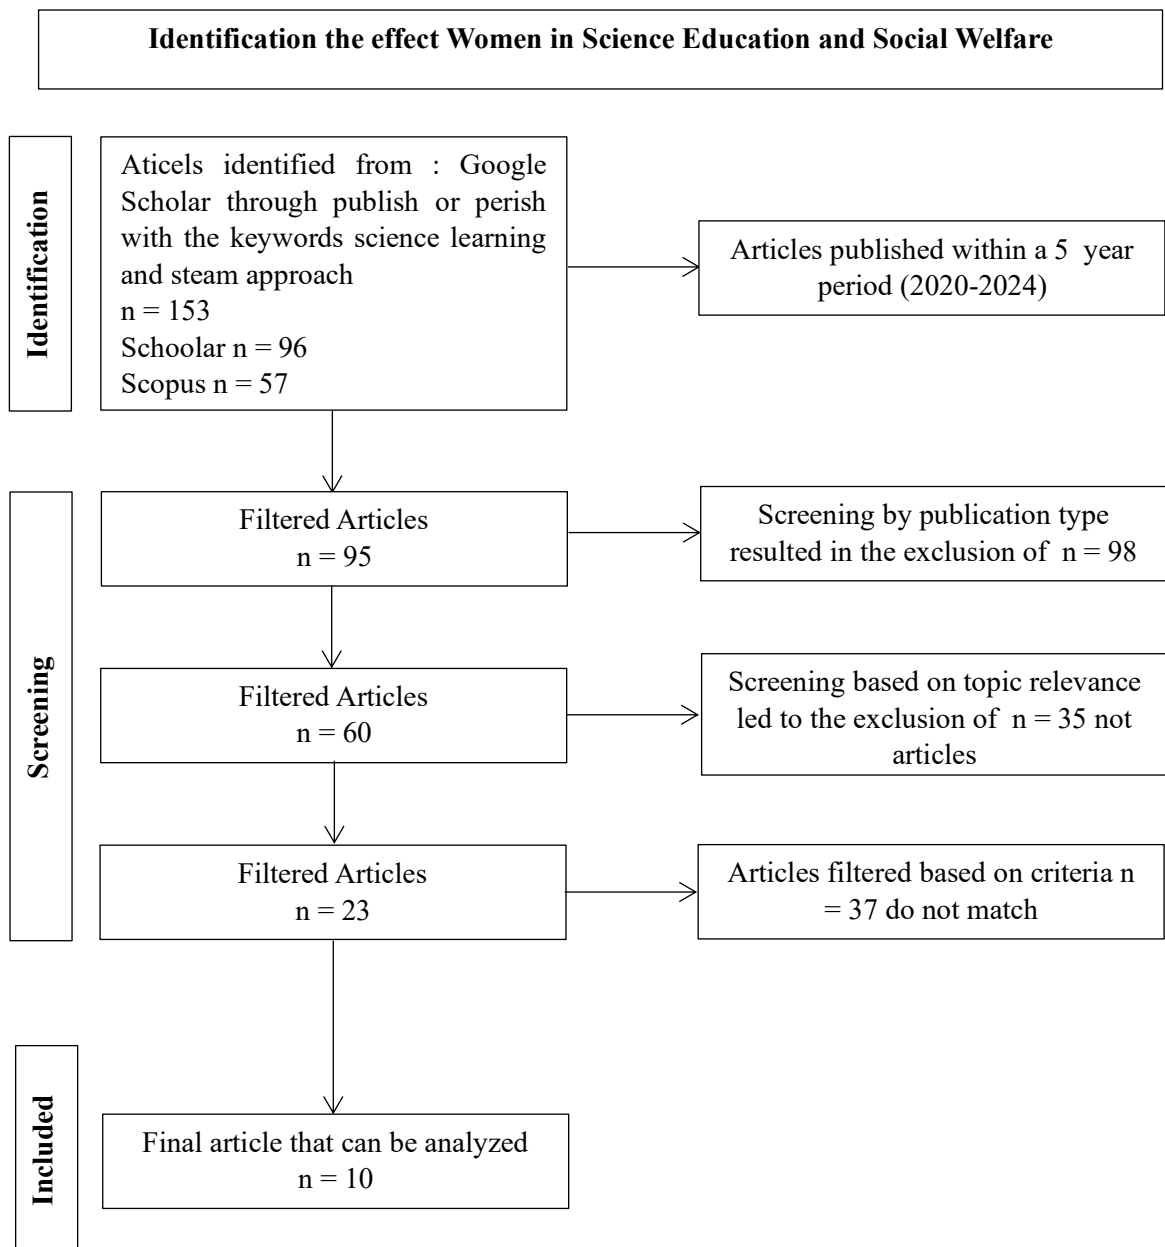 Identification the effect Women in Science Education and Social Welfare
Identification
Aticels identified from : Google
Scholar through publish or perish
with the keywords science learning
and steam approach
n = 153
Schoolar n = 96
Scopus n = 57
Articles published within a 5 year
period (2020-2024)
Screening
Filtered Articles
n = 95
Screening by publication type
resulted in the exclusion of n = 98
Filtered Articles
n = 60
Screening based on topic relevance
led to the exclusion of n = 35 not
articles
Filtered Articles
n = 23
Articles filtered based on criteria n
= 37 do not match
Included
Final article that can be analyzed
n = 10